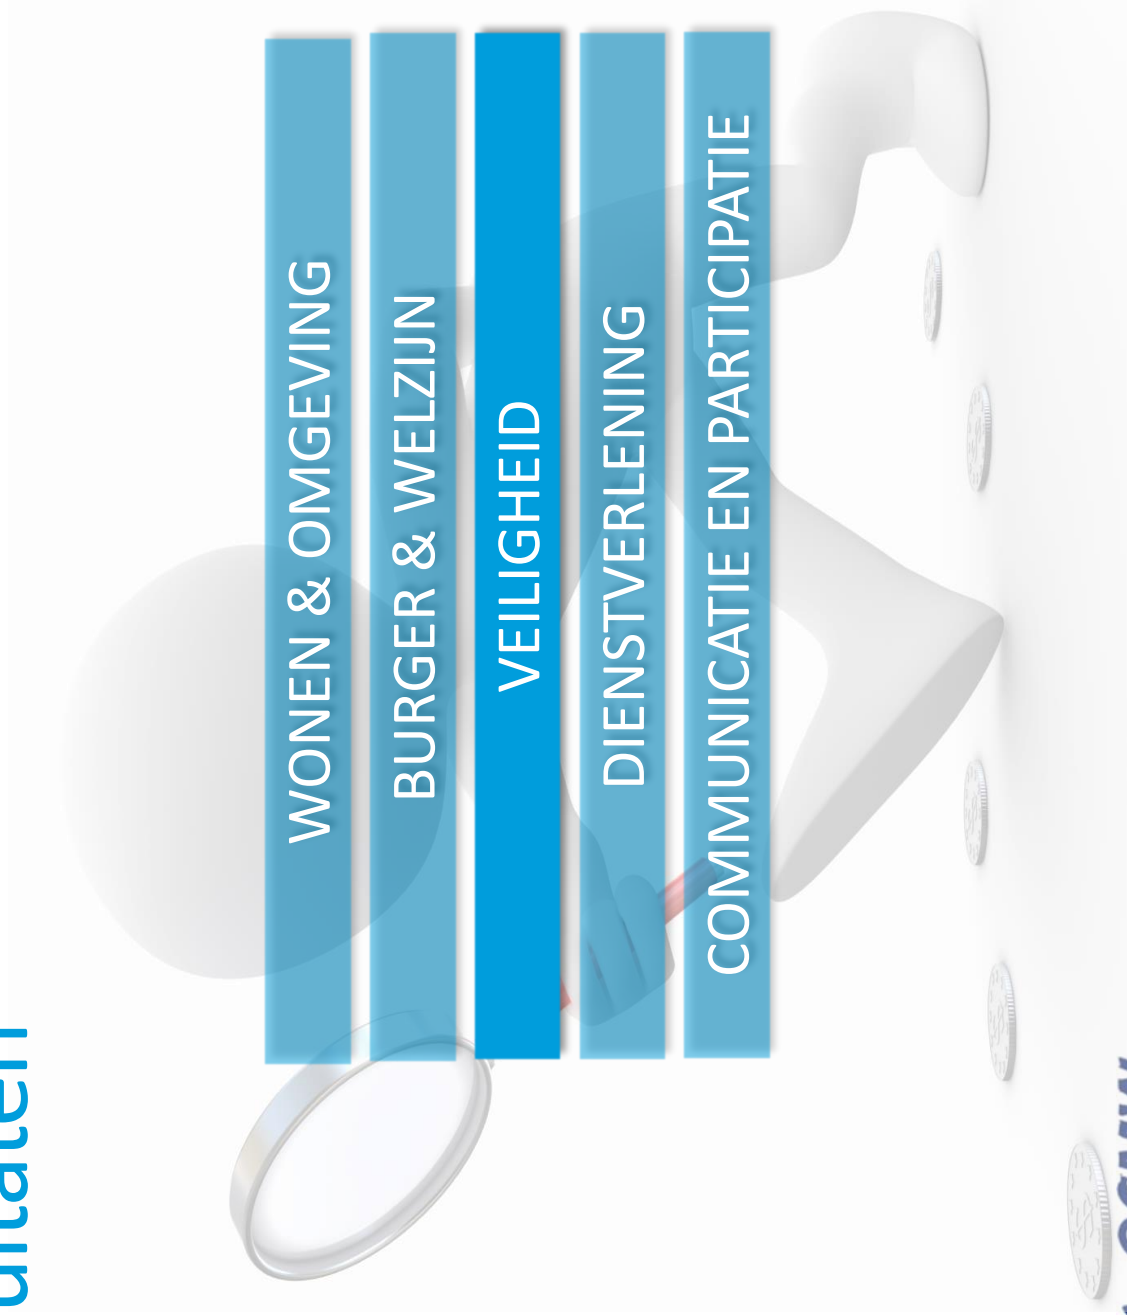 WONEN & OMGEVING
BURGER & WELZIJN
VEILIGHEID
DIENSTVERLENING
COMMUNICATIE EN PARTICIPATIE